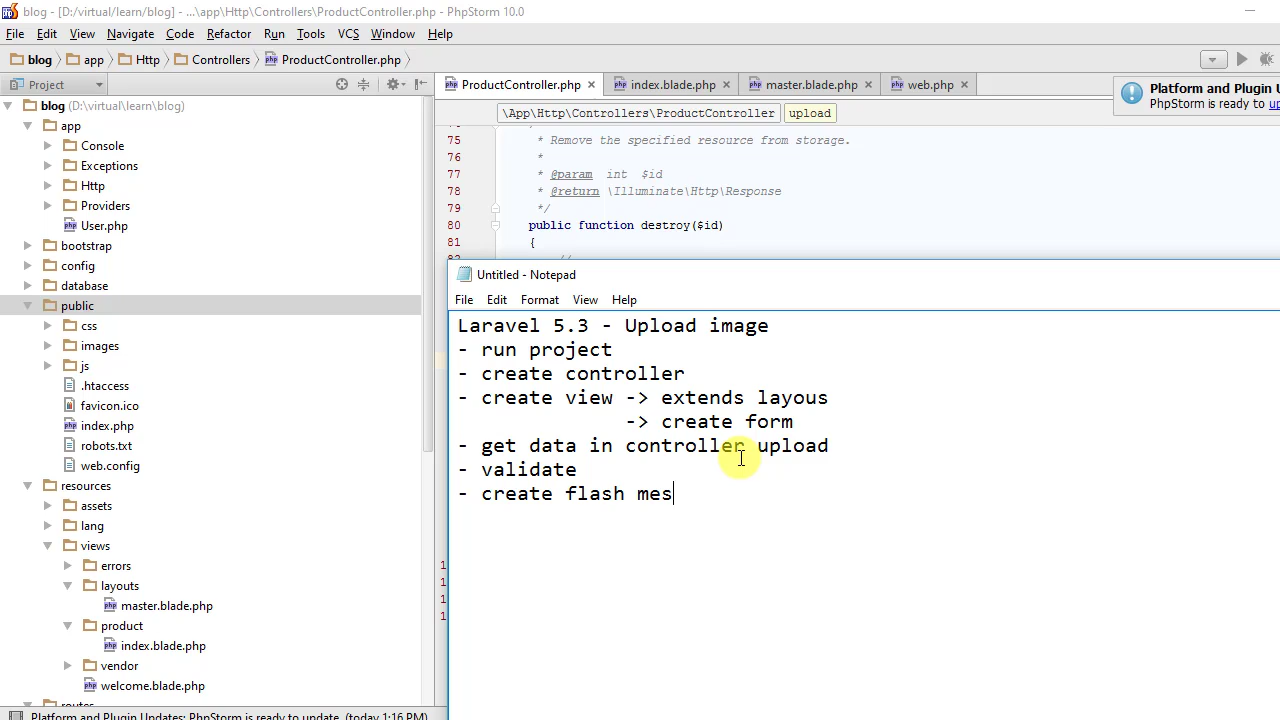 blog - [D:/virtual/learn/blog] - ...\app\Http\Controllers\ProductController.php - PhpStorm 10.0
File Edit View Navigate Code Refactor Run Tools VCS Window Help
blog app Http Controllers ProductController.php
Project
ProductController.php index.blade.php master.blade.php web.php
Platform and Plugin U
PhpStorm is ready to up
\App\Http\Controllers\ProductController upload
blog (D:/virtual/learn/blog)
app
Console
Exceptions
Http
Providers
User.php
bootstrap
config
database
public
css
images
js
.htaccess
favicon.ico
index.php
robots.txt
web.config
resources
assets
lang
views
errors
layouts
master.blade.php
product
index.blade.php
vendor
welcome.blade.php
routes
75 * Remove the specified resource from storage.
76 *
77 * @param int $id
78 * @return \Illuminate\Http\Response
79 */
80 public function destroy($id)
81 {
82 //
Untitled - Notepad
File Edit Format View Help
Laravel 5.3 - Upload image
- run project
- create controller
- create view -> extends layous
-> create form
- get data in controller upload
- validate
- create flash mes
Platform and Plugin Updates: PhpStorm is ready to update. (today 1:16 PM)